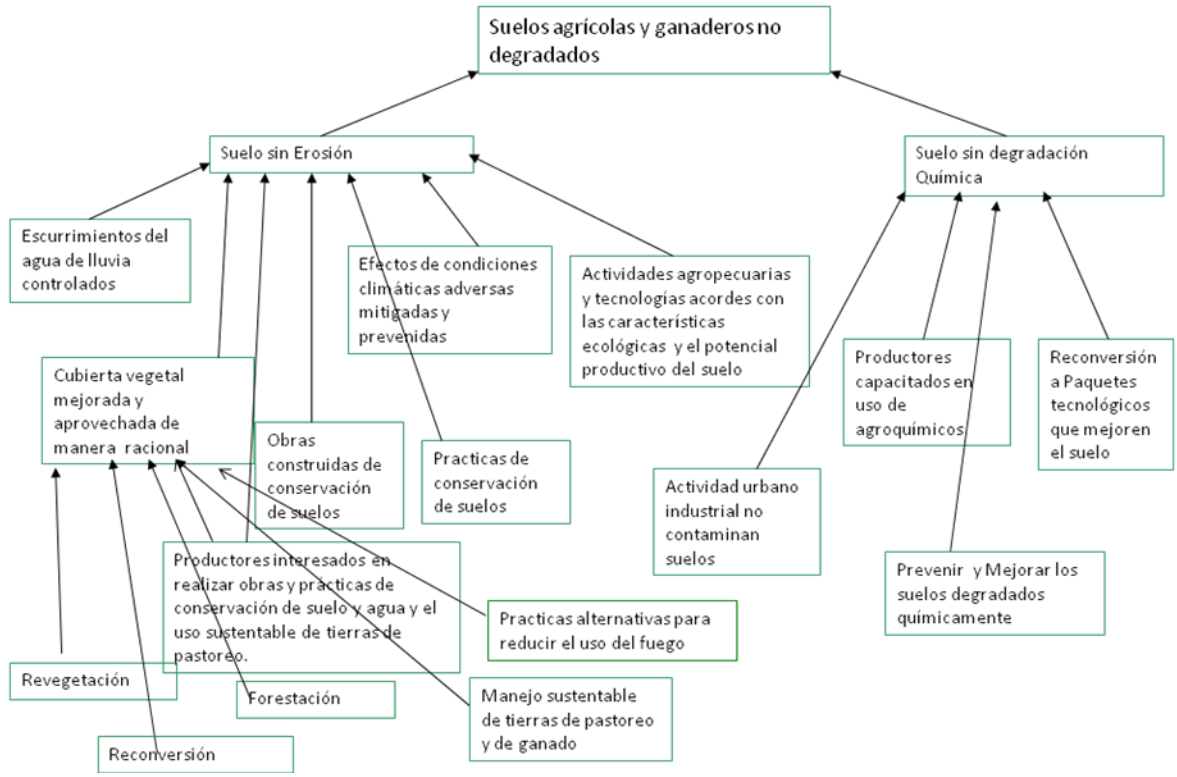 Suelos agrícolas y ganaderos no
degradados
Suelo sin Erosión
Suelo sin degradación
Química
Escurrimientos del
agua de lluvia
controlados
Efectos de condiciones
climáticas adversas
mitigadas y
prevenidas
Actividades agropecuarias
y tecnologías acordes con
las características
ecológicas y el potencial
productivo del suelo
Productores
capacitados en
uso de
agroquímicos
Reconversión
a Paquetes
tecnológicos
que mejoren
el suelo
Cubierta vegetal
mejorada y
aprovechada de
manera racional
Obras
construidas de
conservación
de suelos
Practicas de
conservación
de suelos
Actividad urbano
industrial no
contaminan
suelos
Productores interesados en
realizar obras y prácticas de
conservación de suelo y agua y el
uso sustentable de tierras de
pastoreo.
Prevenir y Mejorar los
suelos degradados
químicamente
Practicas alternativas para
reducir el uso del fuego
Revegetación
Forestación
Manejo sustentable
de tierras de pastoreo
y de ganado
Reconversión